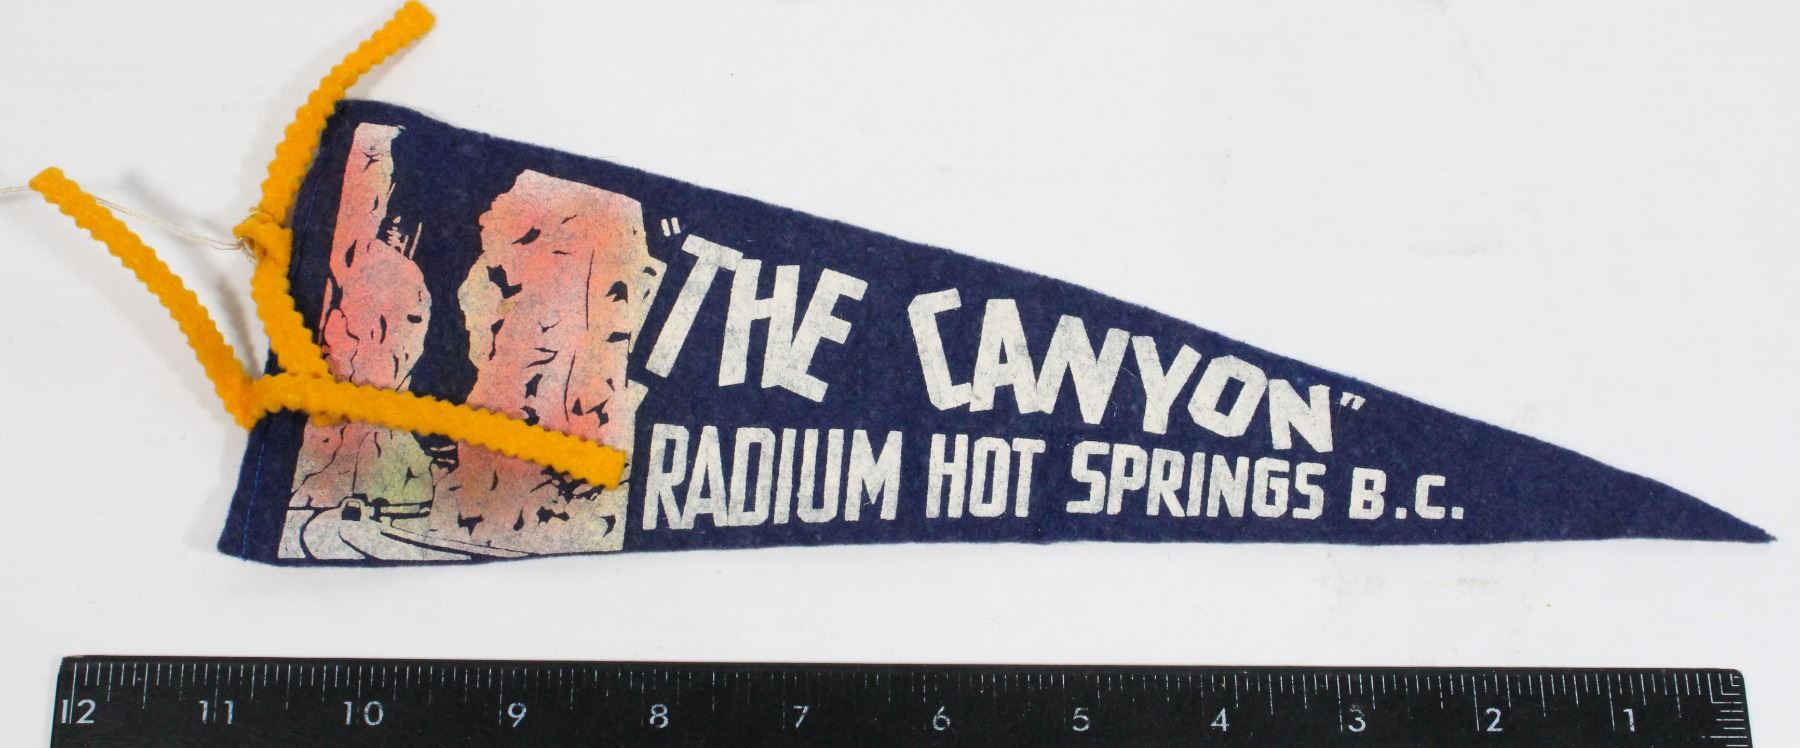 "THE CANYON"
RADIUM HOT SPRINGS B.C.
12 11 10 9 8 7 6 5 4 3 2 1